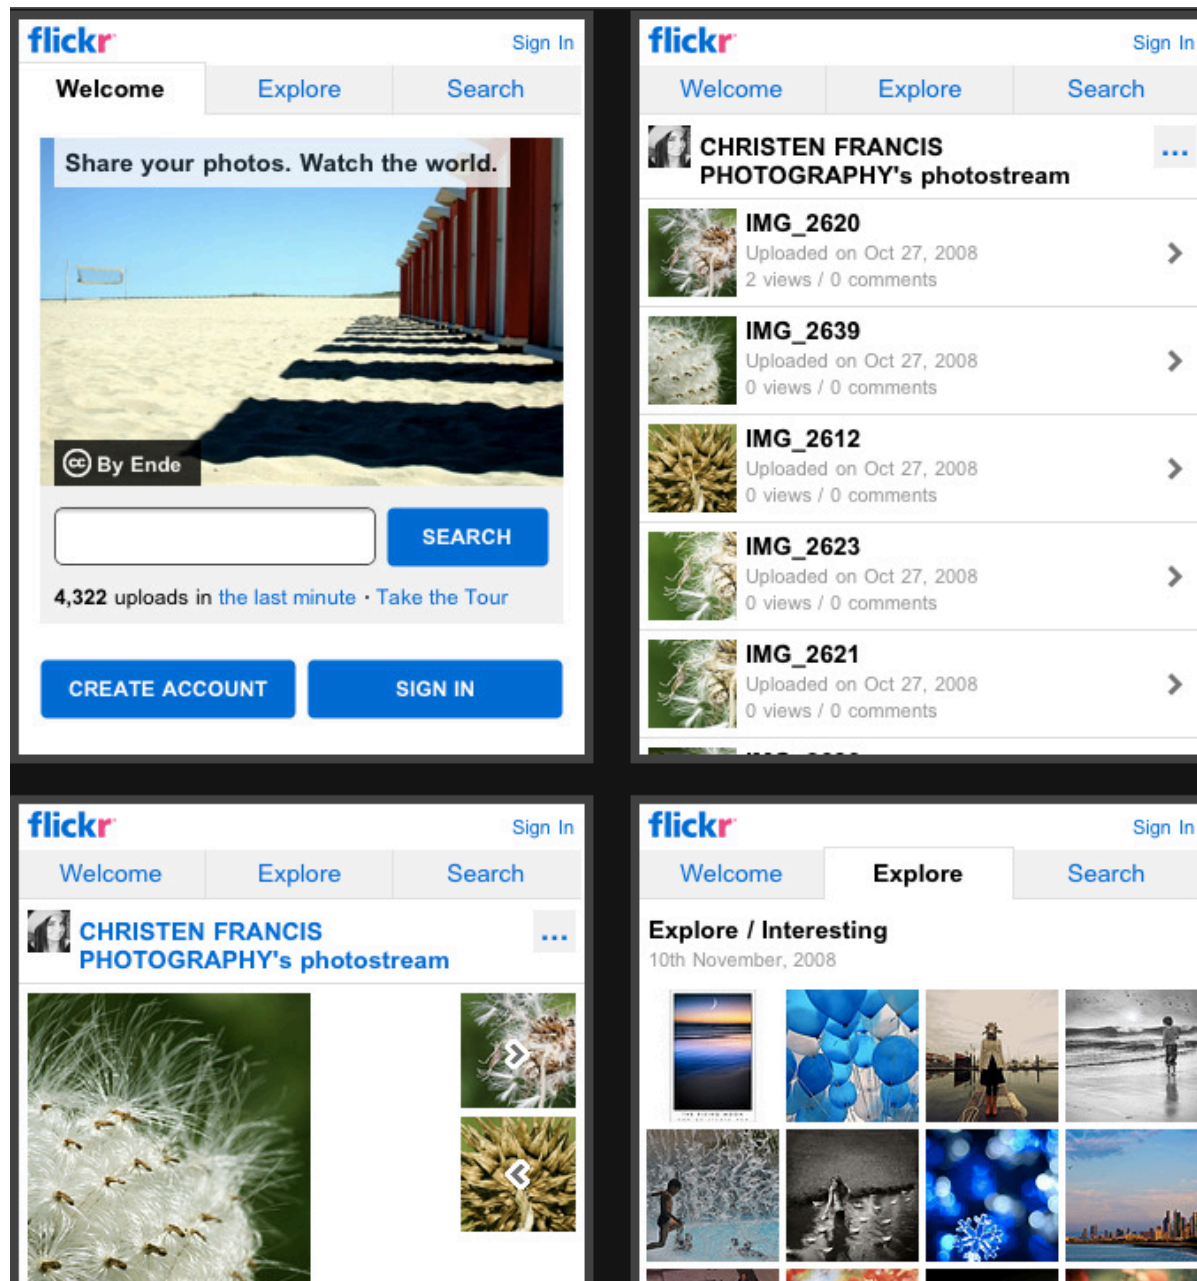 flickr
Sign In
Welcome
Explore
Search
Share your photos. Watch the world.
cc By Ende
SEARCH
4,322 uploads in the last minute · Take the Tour
CREATE ACCOUNT
SIGN IN
flickr
Sign In
Welcome
Explore
Search
CHRISTEN FRANCIS
PHOTOGRAPHY's photostream
...
IMG_2620
Uploaded on Oct 27, 2008
2 views / 0 comments
IMG_2639
Uploaded on Oct 27, 2008
0 views / 0 comments
IMG_2612
Uploaded on Oct 27, 2008
0 views / 0 comments
IMG_2623
Uploaded on Oct 27, 2008
0 views / 0 comments
IMG_2621
Uploaded on Oct 27, 2008
0 views / 0 comments
flickr
Sign In
Welcome
Explore
Search
CHRISTEN FRANCIS
PHOTOGRAPHY's photostream
...
flickr
Sign In
Welcome
Explore
Search
Explore / Interesting
10th November, 2008